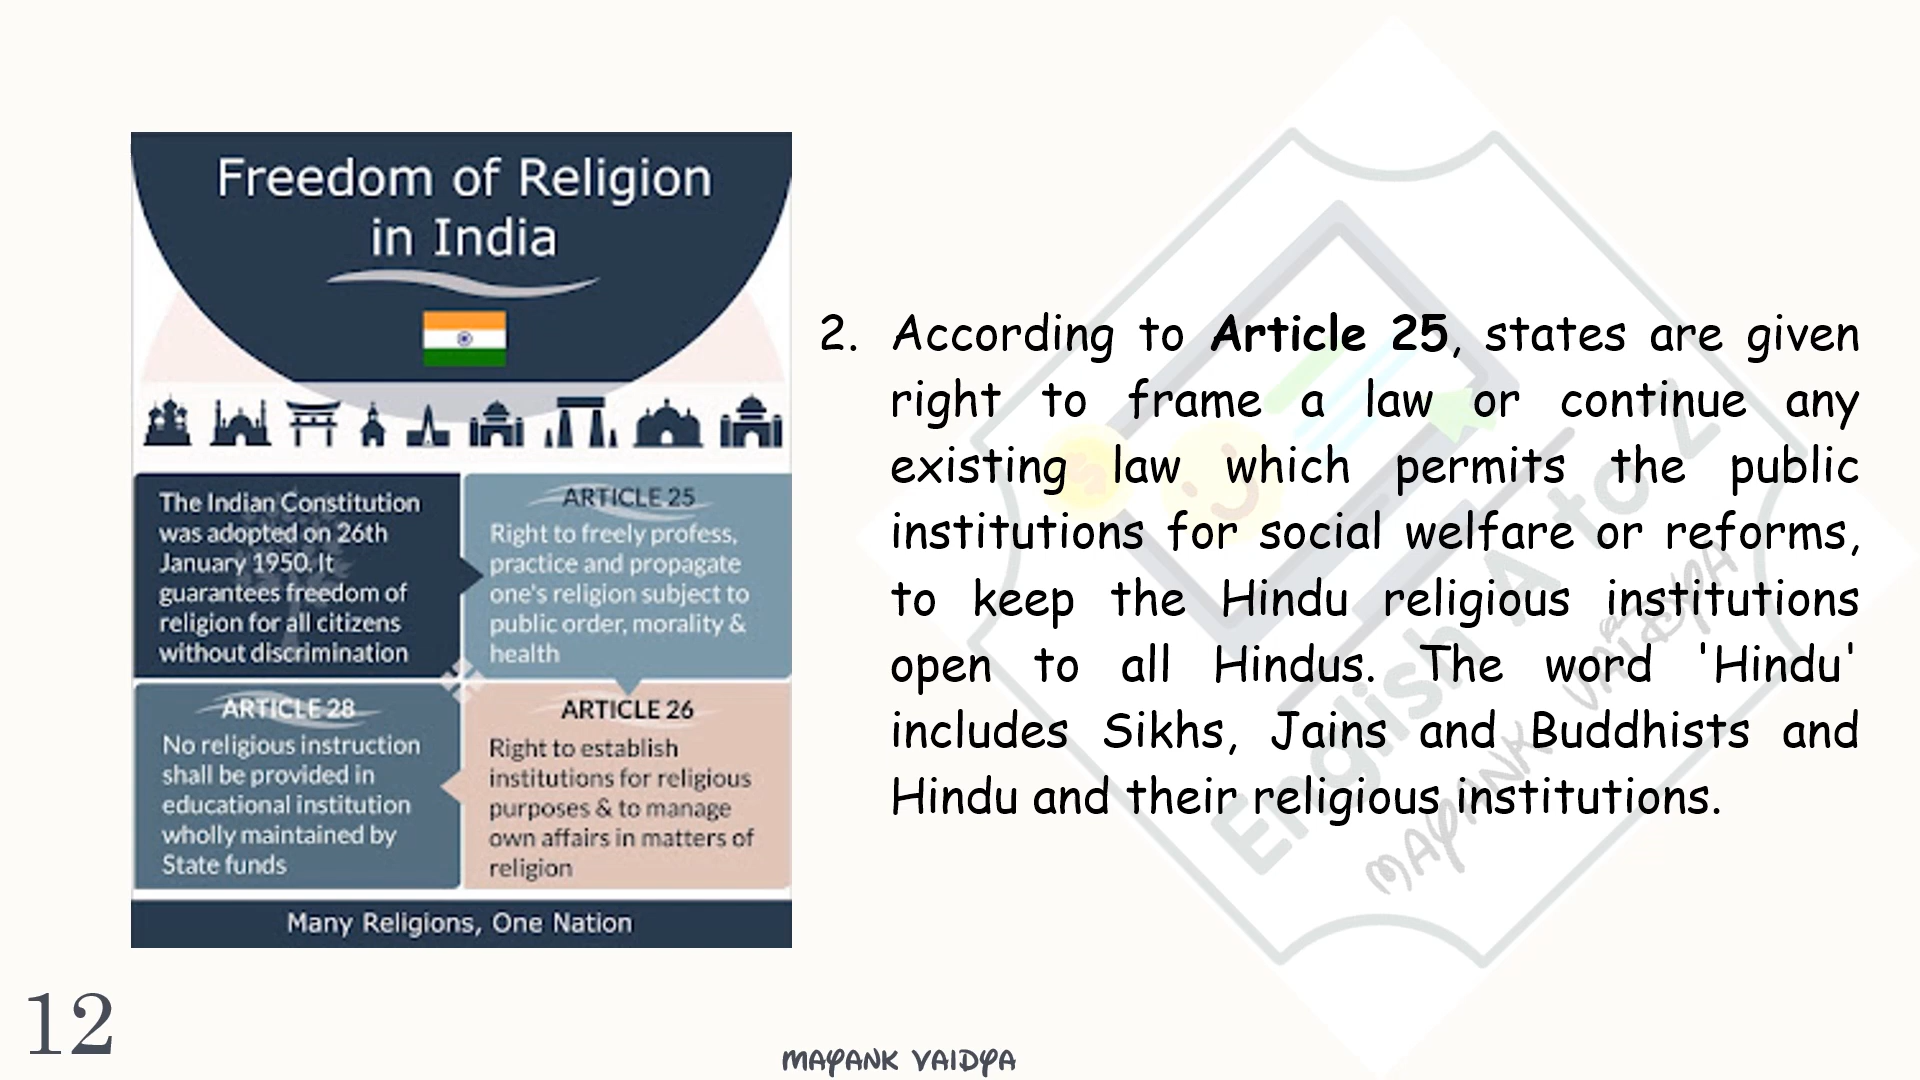 Freedom of Religion
in India
The Indian Constitution
was adopted on 26th
January 1950. It
guarantees freedom of
religion for all citizens
without discrimination
ARTICLE 25
Right to freely profess,
practice and propagate
one's religion subject to
public order, morality &
health
ARTICLE 28
No religious instruction
shall be provided in
educational institution
wholly maintained by
State funds
ARTICLE 26
Right to establish
institutions for religious
purposes & to manage
own affairs in matters of
religion
Many Religions, One Nation
2. According to Article 25, states are given
right to frame a law or continue any
existing law which permits the public
institutions for social welfare or reforms,
to keep the Hindu religious institutions
open to all Hindus. The word 'Hindu'
includes Sikhs, Jains and Buddhists and
Hindu and their religious institutions.
English A to Z
MAYANK VAIDYA
12
MAYANK VAIDYA